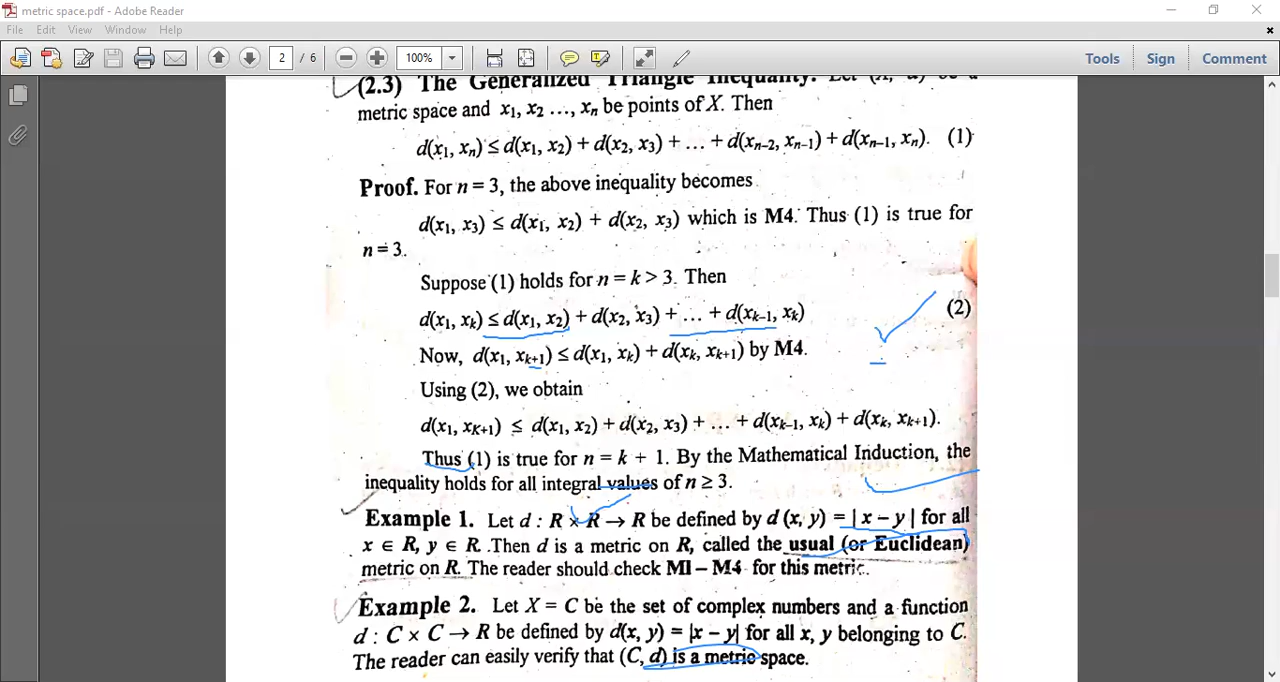 metric space.pdf - Adobe Reader
File Edit View Window Help
2 / 6 100% Tools Sign Comment
(2.3) The Generalized Triangle Inequality. Let (X, d) be a
metric space and x₁, x₂ ..., xₙ be points of X. Then
d(x₁, xₙ) ≤ d(x₁, x₂) + d(x₂, x₃) + ... + d(xₙ₋₂, xₙ₋₁) + d(xₙ₋₁, xₙ). (1)
Proof. For n = 3, the above inequality becomes
d(x₁, x₃) ≤ d(x₁, x₂) + d(x₂, x₃) which is M4. Thus (1) is true for
n = 3.
Suppose (1) holds for n = k > 3. Then
d(x₁, xₖ) ≤ d(x₁, x₂) + d(x₂, x₃) + ... + d(xₖ₋₁, xₖ) (2)
Now, d(x₁, xₖ₊₁) ≤ d(x₁, xₖ) + d(xₖ, xₖ₊₁) by M4.
Using (2), we obtain
d(x₁, x_K+1) ≤ d(x₁, x₂) + d(x₂, x₃) + ... + d(xₖ₋₁, xₖ) + d(xₖ, xₖ₊₁).
Thus (1) is true for n = k + 1. By the Mathematical Induction, the
inequality holds for all integral values of n ≥ 3.
Example 1. Let d : R × R → R be defined by d (x, y) = | x – y | for all
x ∈ R, y ∈ R. Then d is a metric on R, called the usual (or Euclidean)
metric on R. The reader should check M1 – M4 for this metric.
Example 2. Let X = C be the set of complex numbers and a function
d : C × C → R be defined by d(x, y) = |x – y| for all x, y belonging to C.
The reader can easily verify that (C, d) is a metric space.